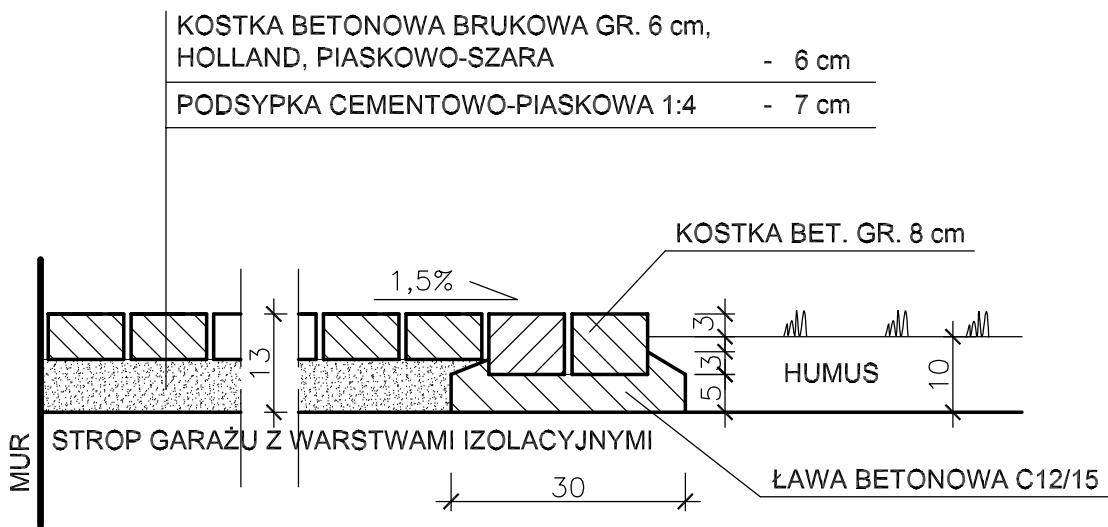 KOSTKA BETONOWA BRUKOWA GR. 6 cm,
HOLLAND, PIASKOWO-SZARA - 6 cm
PODSYPKA CEMENTOWO-PIASKOWA 1:4 - 7 cm
KOSTKA BET. GR. 8 cm
1,5%
13
3
3
5
HUMUS
10
STROP GARAŻU Z WARSTWAMI IZOLACYJNYMI
MUR
30
ŁAWA BETONOWA C12/15